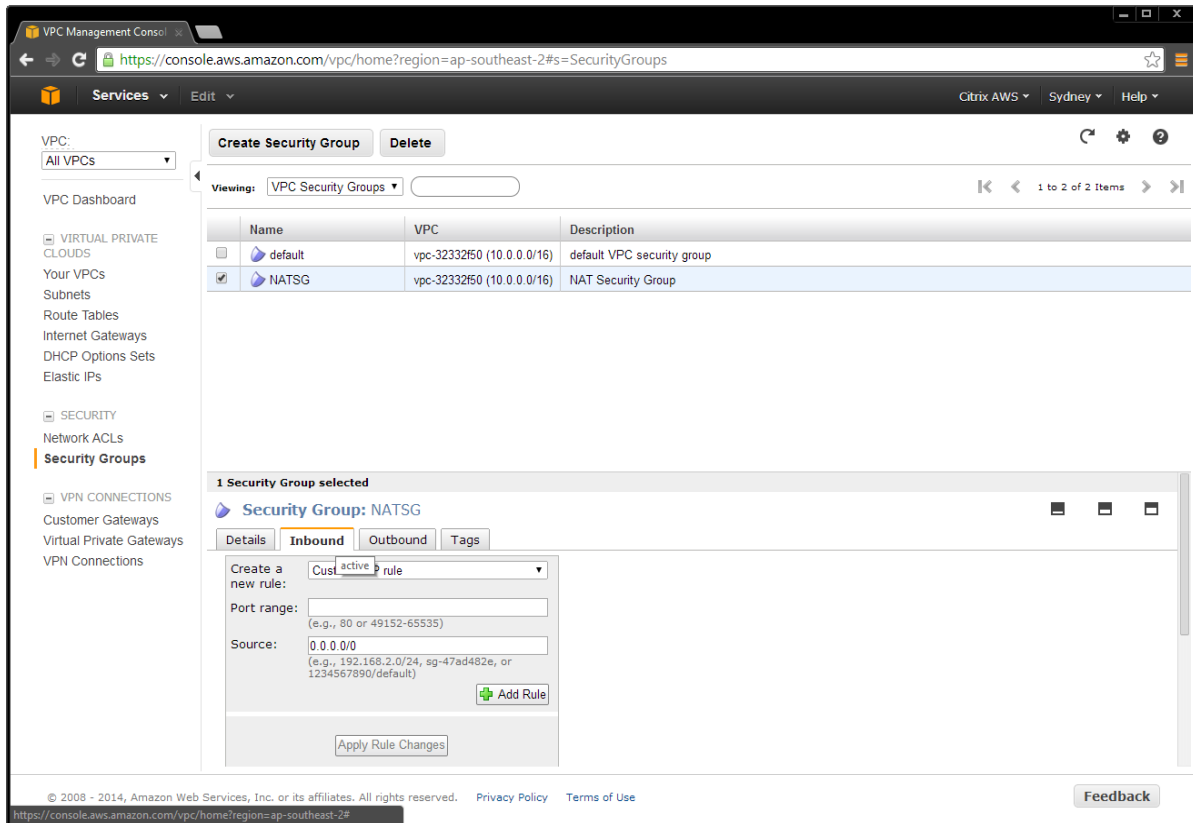 VPC Management Consol
https://console.aws.amazon.com/vpc/home?region=ap-southeast-2#s=SecurityGroups
Services Edit Citrix AWS Sydney Help
VPC:
All VPCs
VPC Dashboard
VIRTUAL PRIVATE
CLOUDS
Your VPCs
Subnets
Route Tables
Internet Gateways
DHCP Options Sets
Elastic IPs
SECURITY
Network ACLs
Security Groups
VPN CONNECTIONS
Customer Gateways
Virtual Private Gateways
VPN Connections
Create Security Group Delete
Viewing: VPC Security Groups 1 to 2 of 2 Items
Name VPC Description
default vpc-32332f50 (10.0.0.0/16) default VPC security group
NATSG vpc-32332f50 (10.0.0.0/16) NAT Security Group
1 Security Group selected
Security Group: NATSG
Details Inbound Outbound Tags
Create a
new rule:
Cust P rule
active
Port range:
(e.g., 80 or 49152-65535)
Source: 0.0.0.0/0
(e.g., 192.168.2.0/24, sg-47ad482e, or
1234567890/default)
Add Rule
Apply Rule Changes
© 2008 - 2014, Amazon Web Services, Inc. or its affiliates. All rights reserved. Privacy Policy Terms of Use Feedback
https://console.aws.amazon.com/vpc/home?region=ap-southeast-2#